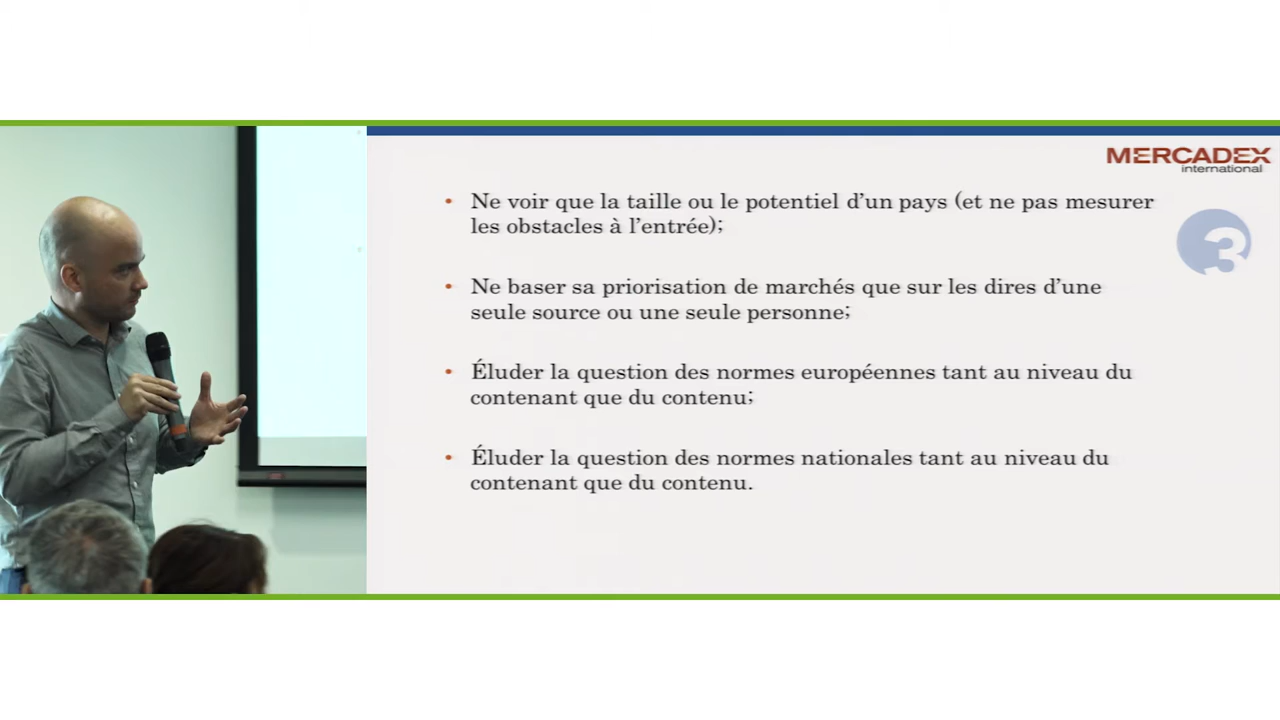 MERCADEX
international
• Ne voir que la taille ou le potentiel d’un pays (et ne pas mesurer
les obstacles à l’entrée);
3
• Ne baser sa priorisation de marchés que sur les dires d’une
seule source ou une seule personne;
• Éluder la question des normes européennes tant au niveau du
contenant que du contenu;
• Éluder la question des normes nationales tant au niveau du
contenant que du contenu.